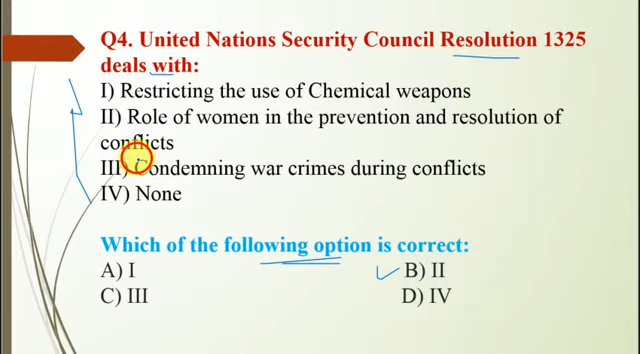 Q4. United Nations Security Council Resolution 1325
deals with:
I) Restricting the use of Chemical weapons
II) Role of women in the prevention and resolution of
conflicts
III) Condemning war crimes during conflicts
IV) None
Which of the following option is correct:
A) I B) II
C) III D) IV